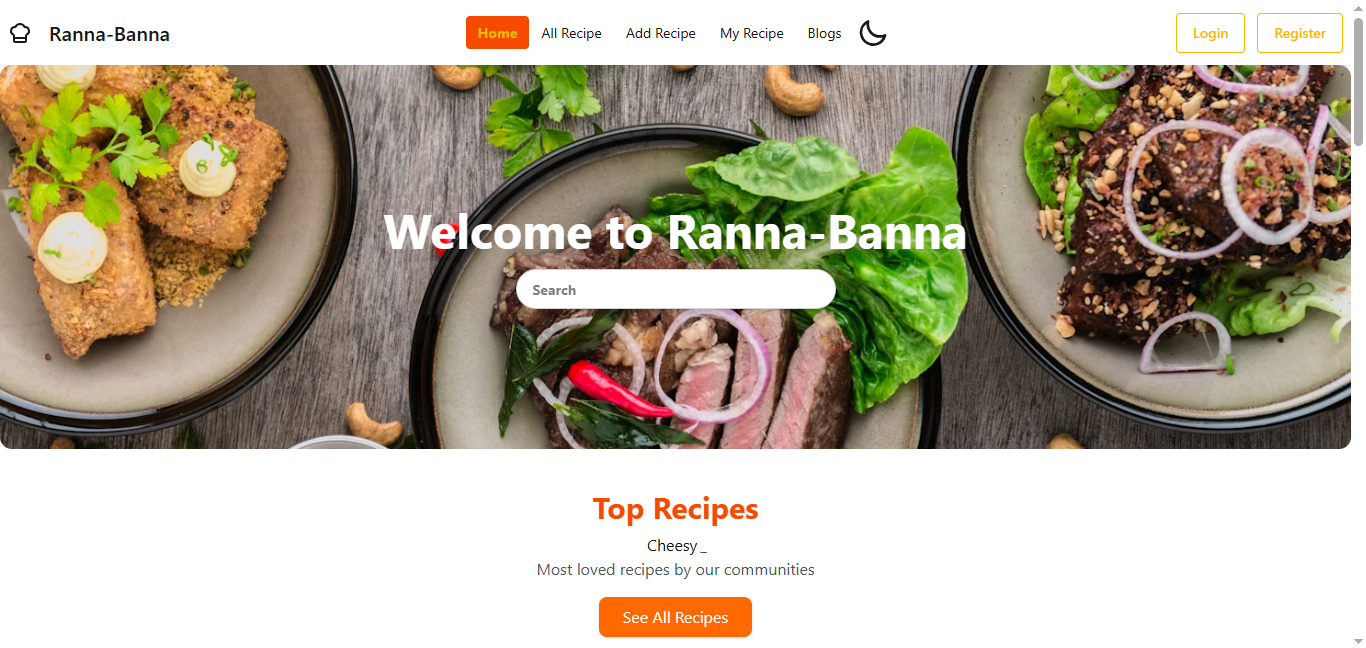 Ranna-Banna
Home All Recipe Add Recipe My Recipe Blogs
Login Register
Welcome to Ranna-Banna
Search
Top Recipes
Cheesy _
Most loved recipes by our communities
See All Recipes